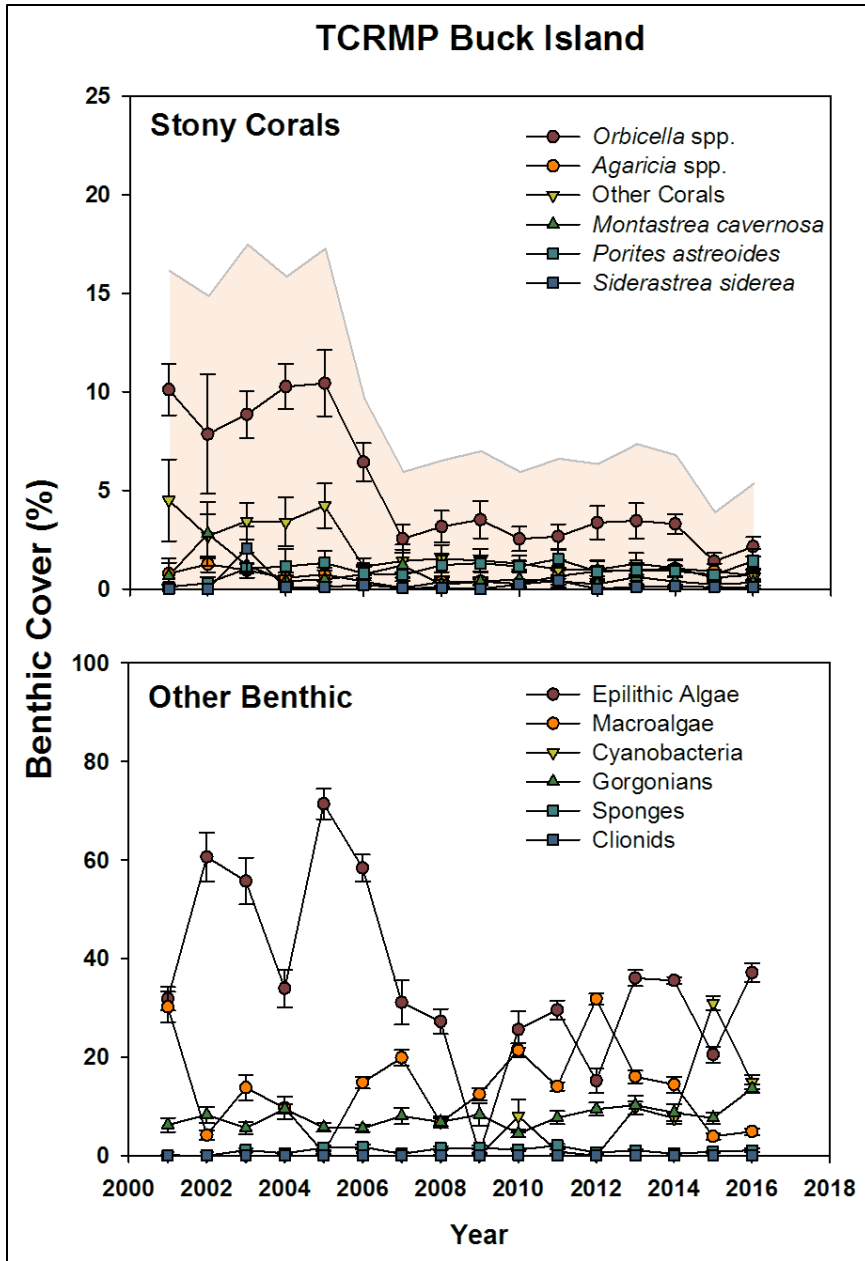 TCRMP Buck Island
Stony Corals
Orbicella spp.
Agaricia spp.
Other Corals
Montastrea cavernosa
Porites astreoides
Siderastrea siderea
25
20
15
10
5
0
Benthic Cover (%)
Other Benthic
Epilithic Algae
Macroalgae
Cyanobacteria
Gorgonians
Sponges
Clionids
100
80
60
40
20
0
2000 2002 2004 2006 2008 2010 2012 2014 2016 2018
Year